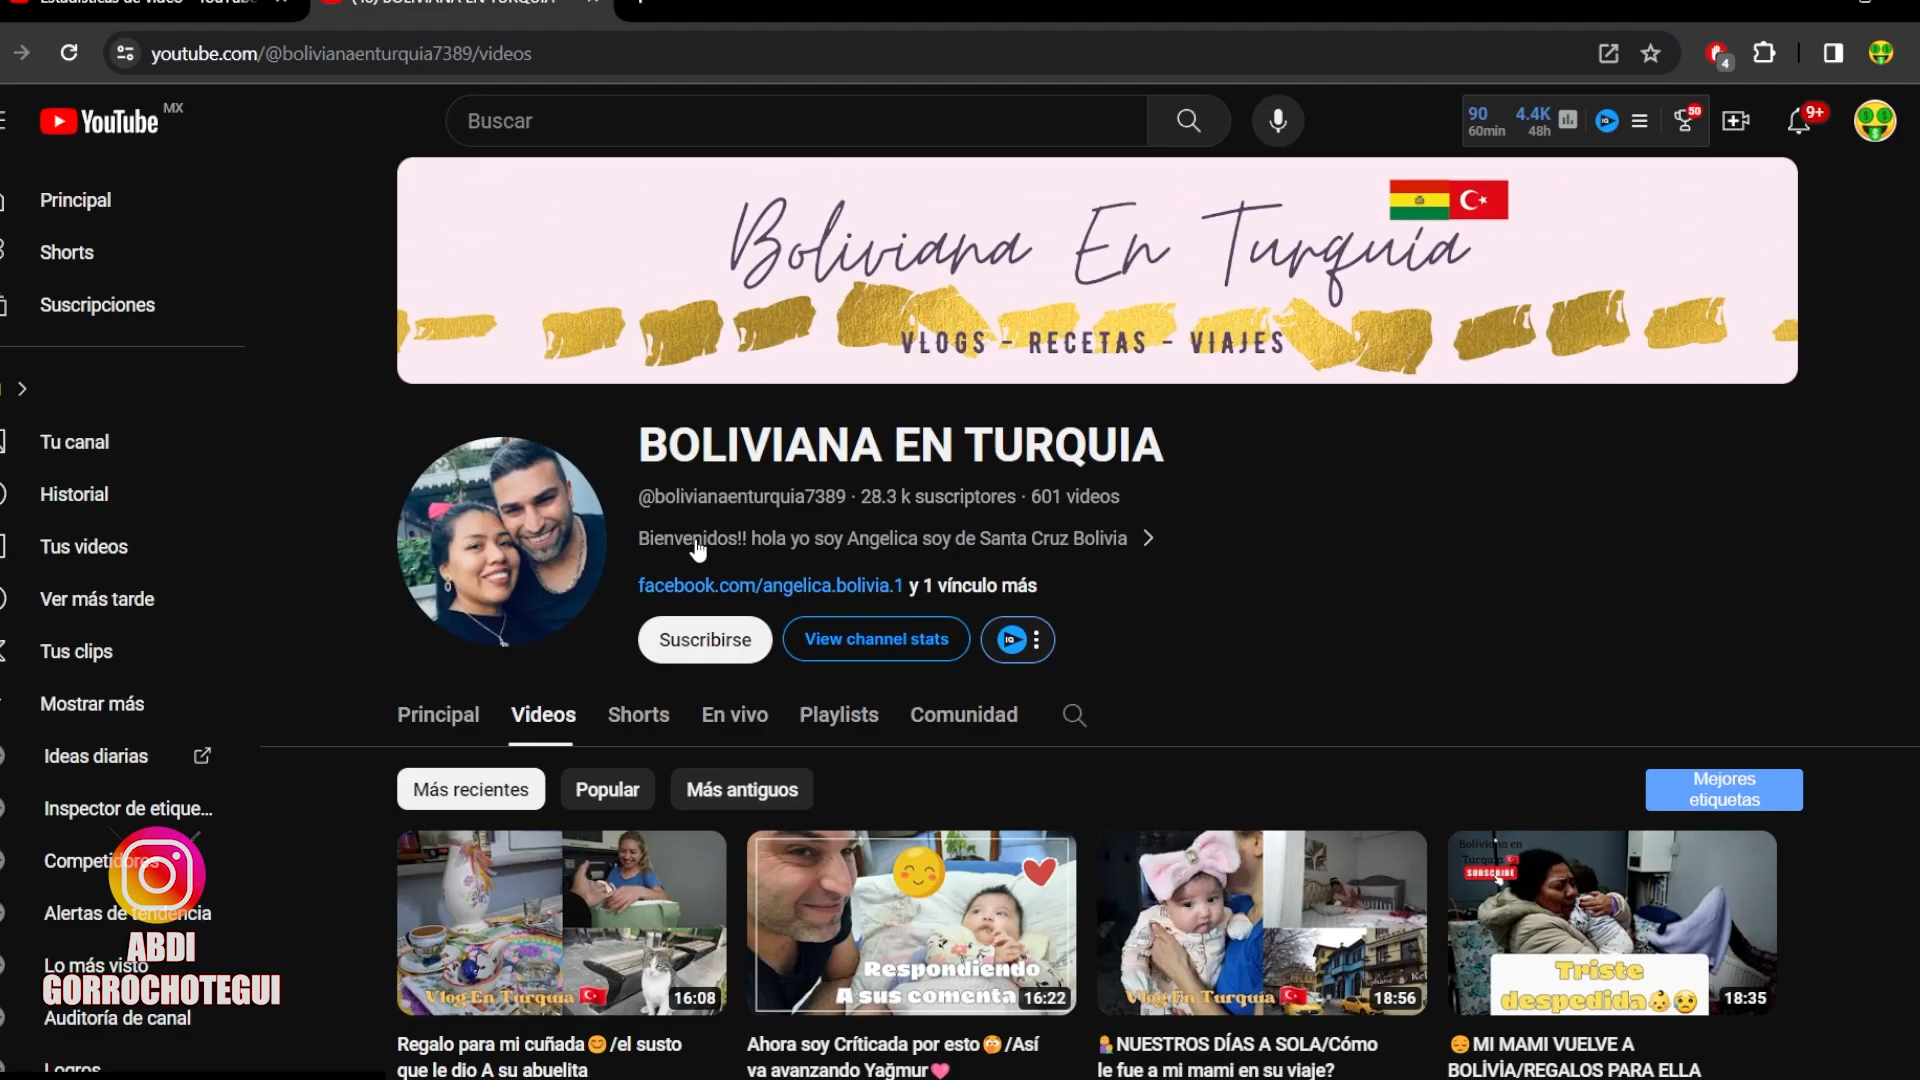 youtube.com/@bolivianaenturquia7389/videos
4
YouTube MX
Buscar
90
60min
4.4K
48h
IQ
50
9+
Principal
Shorts
Suscripciones
Tu canal
Historial
Tus videos
Ver más tarde
Tus clips
Mostrar más
Ideas diarias
Inspector de etique...
Competidores
Alertas de tendencia
Lo más visto
Auditoría de canal
Logros
ABDI
GORROCHOTEGUI
Boliviana En Turquía
VLOGS - RECETAS - VIAJES
BOLIVIANA EN TURQUIA
@bolivianaenturquia7389 · 28.3 k suscriptores · 601 videos
Bienvenidos!! hola yo soy Angelica soy de Santa Cruz Bolivia
facebook.com/angelica.bolivia.1 y 1 vínculo más
Suscribirse
View channel stats
IQ
Principal
Videos
Shorts
En vivo
Playlists
Comunidad
Más recientes
Popular
Más antiguos
Mejores
etiquetas
Vlog En Turquia
16:08
Respondiendo
A sus comenta
16:22
Vlog En Turquia
18:56
Boliviana en
Turquia
SUBSCRIBE
Triste
despedida👶😢
18:35
Regalo para mi cuñada😊/el susto
que le dio A su abuelita
Ahora soy Críticada por esto😳/Así
va avanzando Yağmur💗
🤱NUESTROS DÍAS A SOLA/Cómo
le fue a mi mami en su viaje?
😔MI MAMI VUELVE A
BOLİVİA/REGALOS PARA ELLA